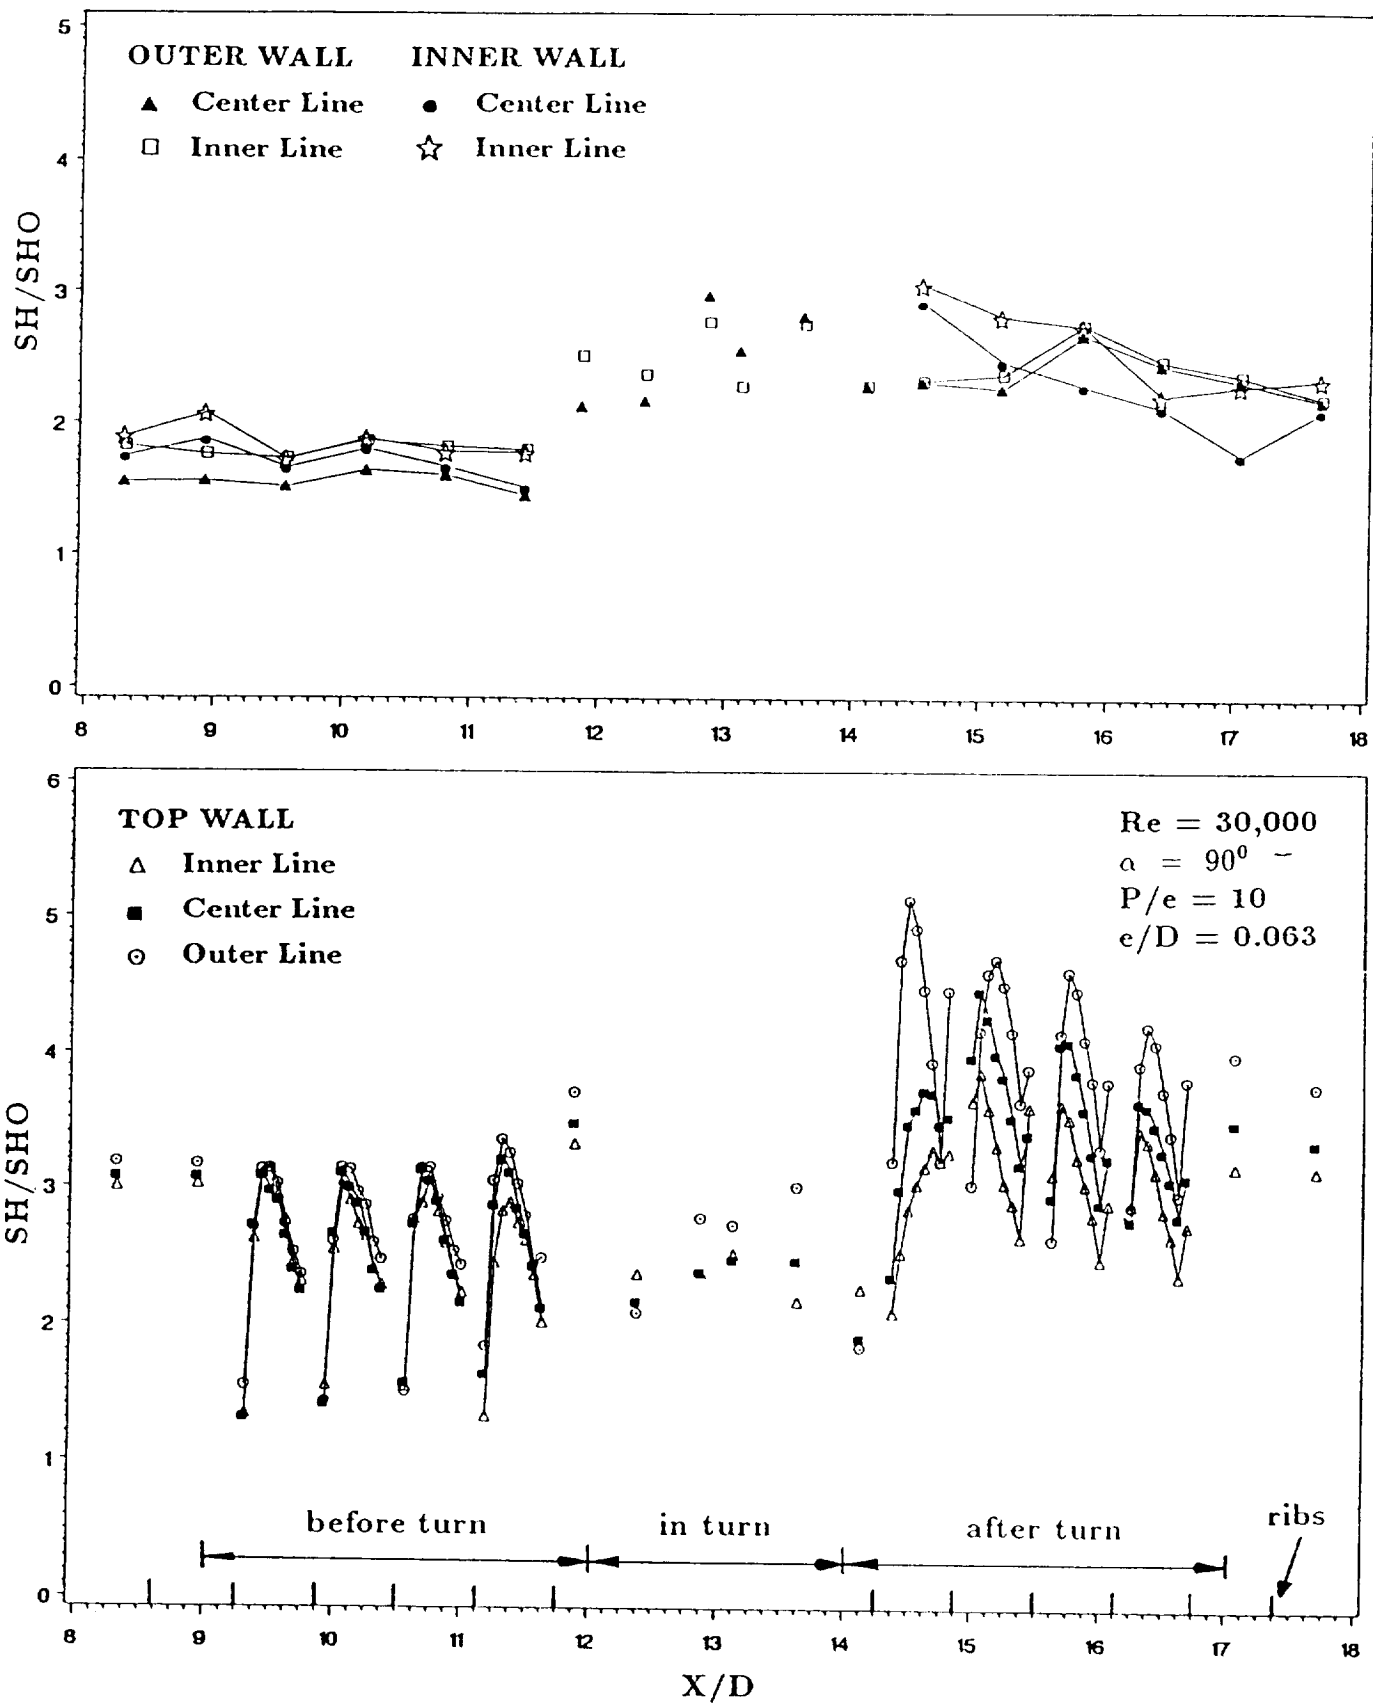 5
OUTER WALL INNER WALL
Center Line Center Line
Inner Line Inner Line
4
SH/SHO
3
2
1
0
8 9 10 11 12 13 14 15 16 17 18
6
TOP WALL
Inner Line
Center Line
Outer Line
Re = 30,000
α = 90⁰
P/e = 10
e/D = 0.063
5
4
SH/SHO
3
2
1
before turn in turn after turn ribs
0
8 9 10 11 12 13 14 15 16 17 18
X/D